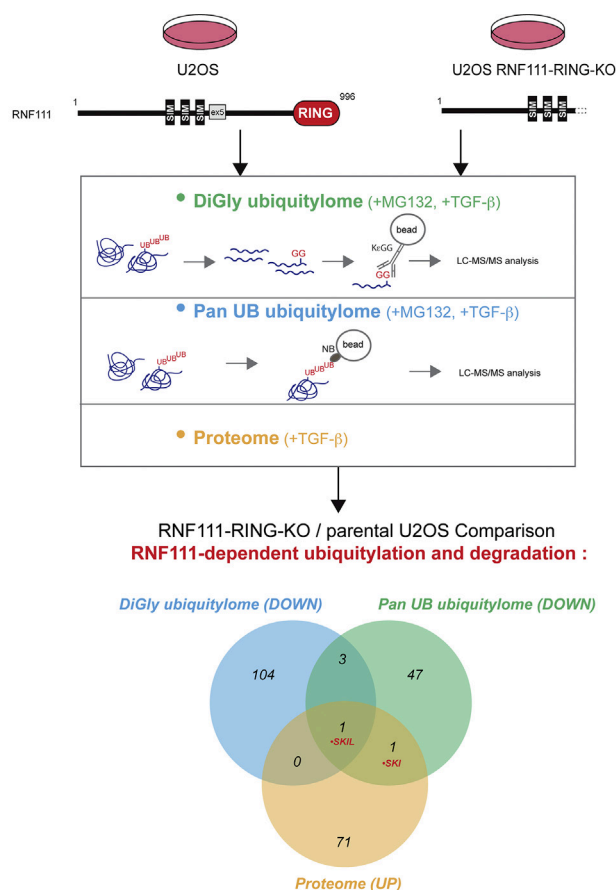 U2OS
U2OS RNF111-RING-KO
RNF111
1
SIM
SIM
SIM
ex5
RING
996
1
SIM
SIM
SIM
• DiGly ubiquitylome (+MG132, +TGF-β)
UB UB UB
GG
KεGG
bead
GG
LC-MS/MS analysis
• Pan UB ubiquitylome (+MG132, +TGF-β)
UB UB UB
NB
bead
UB UB UB
LC-MS/MS analysis
• Proteome (+TGF-β)
RNF111-RING-KO / parental U2OS Comparison
RNF111-dependent ubiquitylation and degradation :
DiGly ubiquitylome (DOWN)
Pan UB ubiquitylome (DOWN)
104
3
47
1
•SKIL
0
1
•SKI
71
Proteome (UP)